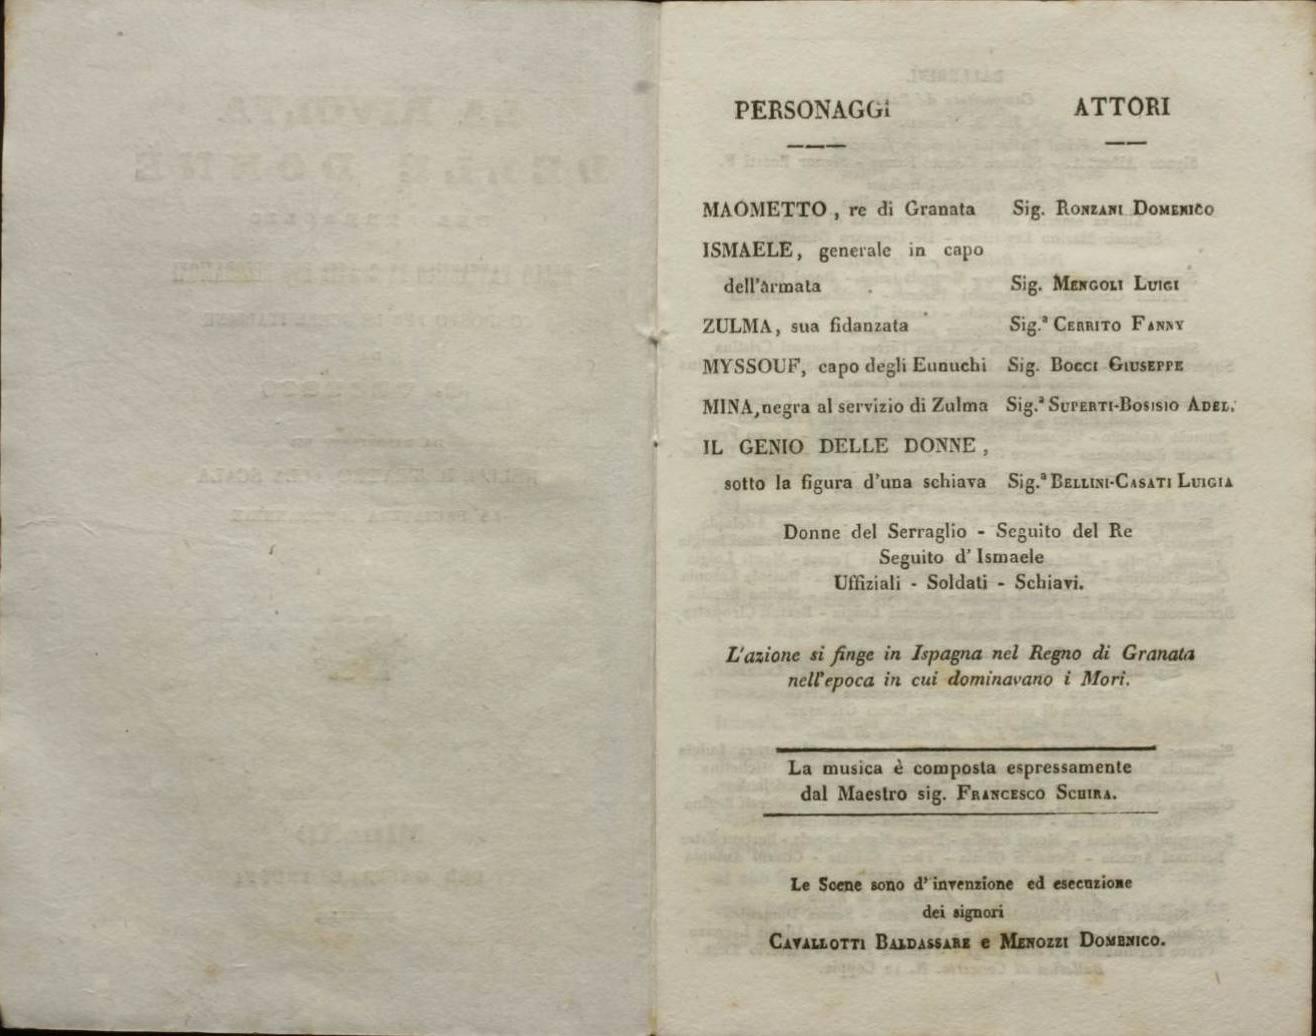 PERSONAGGI ATTORI
MAOMETTO, re di Granata Sig. RONZANI DOMENICO
ISMAELE, generale in capo
dell'armata Sig. MENGOLI LUIGI
ZULMA, sua fidanzata Sig.ª CERRITO FANNY
MYSSOUF, capo degli Eunuchi Sig. BOCCI GIUSEPPE
MINA, negra al servizio di Zulma Sig.ª SUPERTI-BOSISIO ADEL.
IL GENIO DELLE DONNE,
sotto la figura d'una schiava Sig.ª BELLINI-CASATI LUIGIA
Donne del Serraglio - Seguito del Re
Seguito d' Ismaele
Uffiziali - Soldati - Schiavi.
L'azione si finge in Ispagna nel Regno di Granata
nell'epoca in cui dominavano i Mori.
La musica è composta espressamente
dal Maestro sig. FRANCESCO SCHIRA.
Le Scene sono d' invenzione ed esecuzione
dei signori
CAVALLOTTI BALDASSARE e MENOZZI DOMENICO.